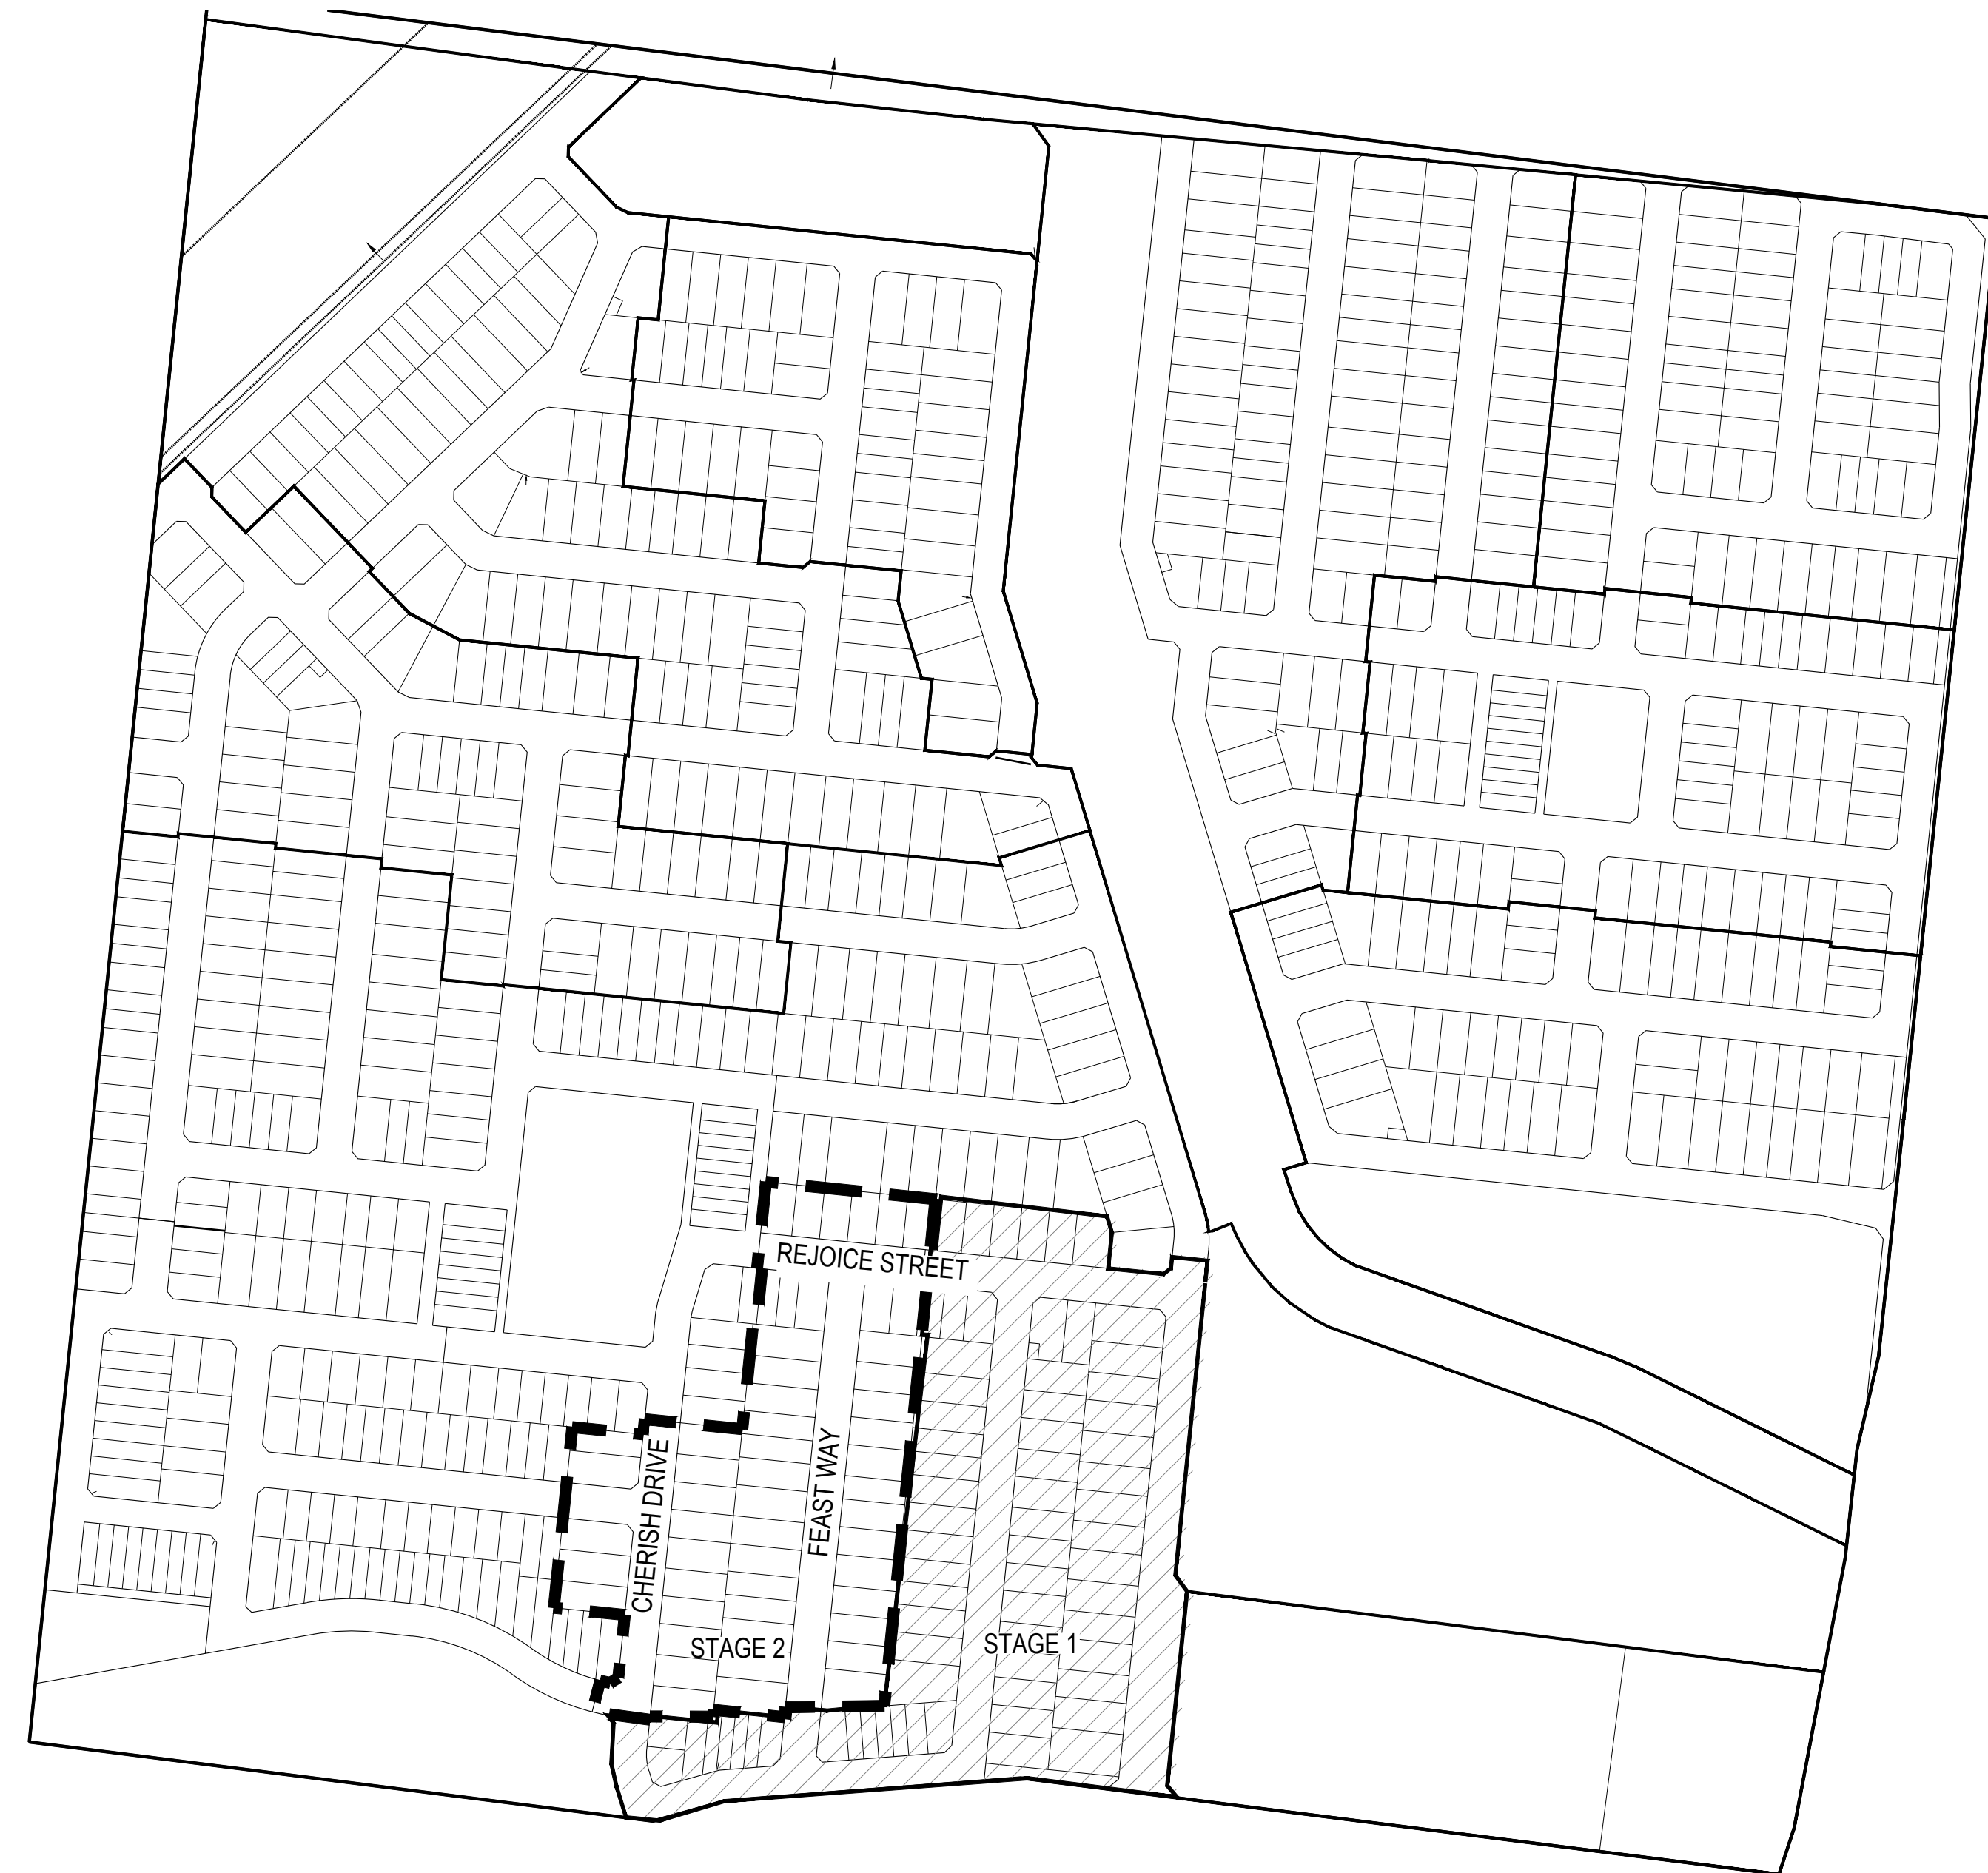 REJOICE STREET
CHERISH DRIVE
FEAST WAY
STAGE 2
STAGE 1